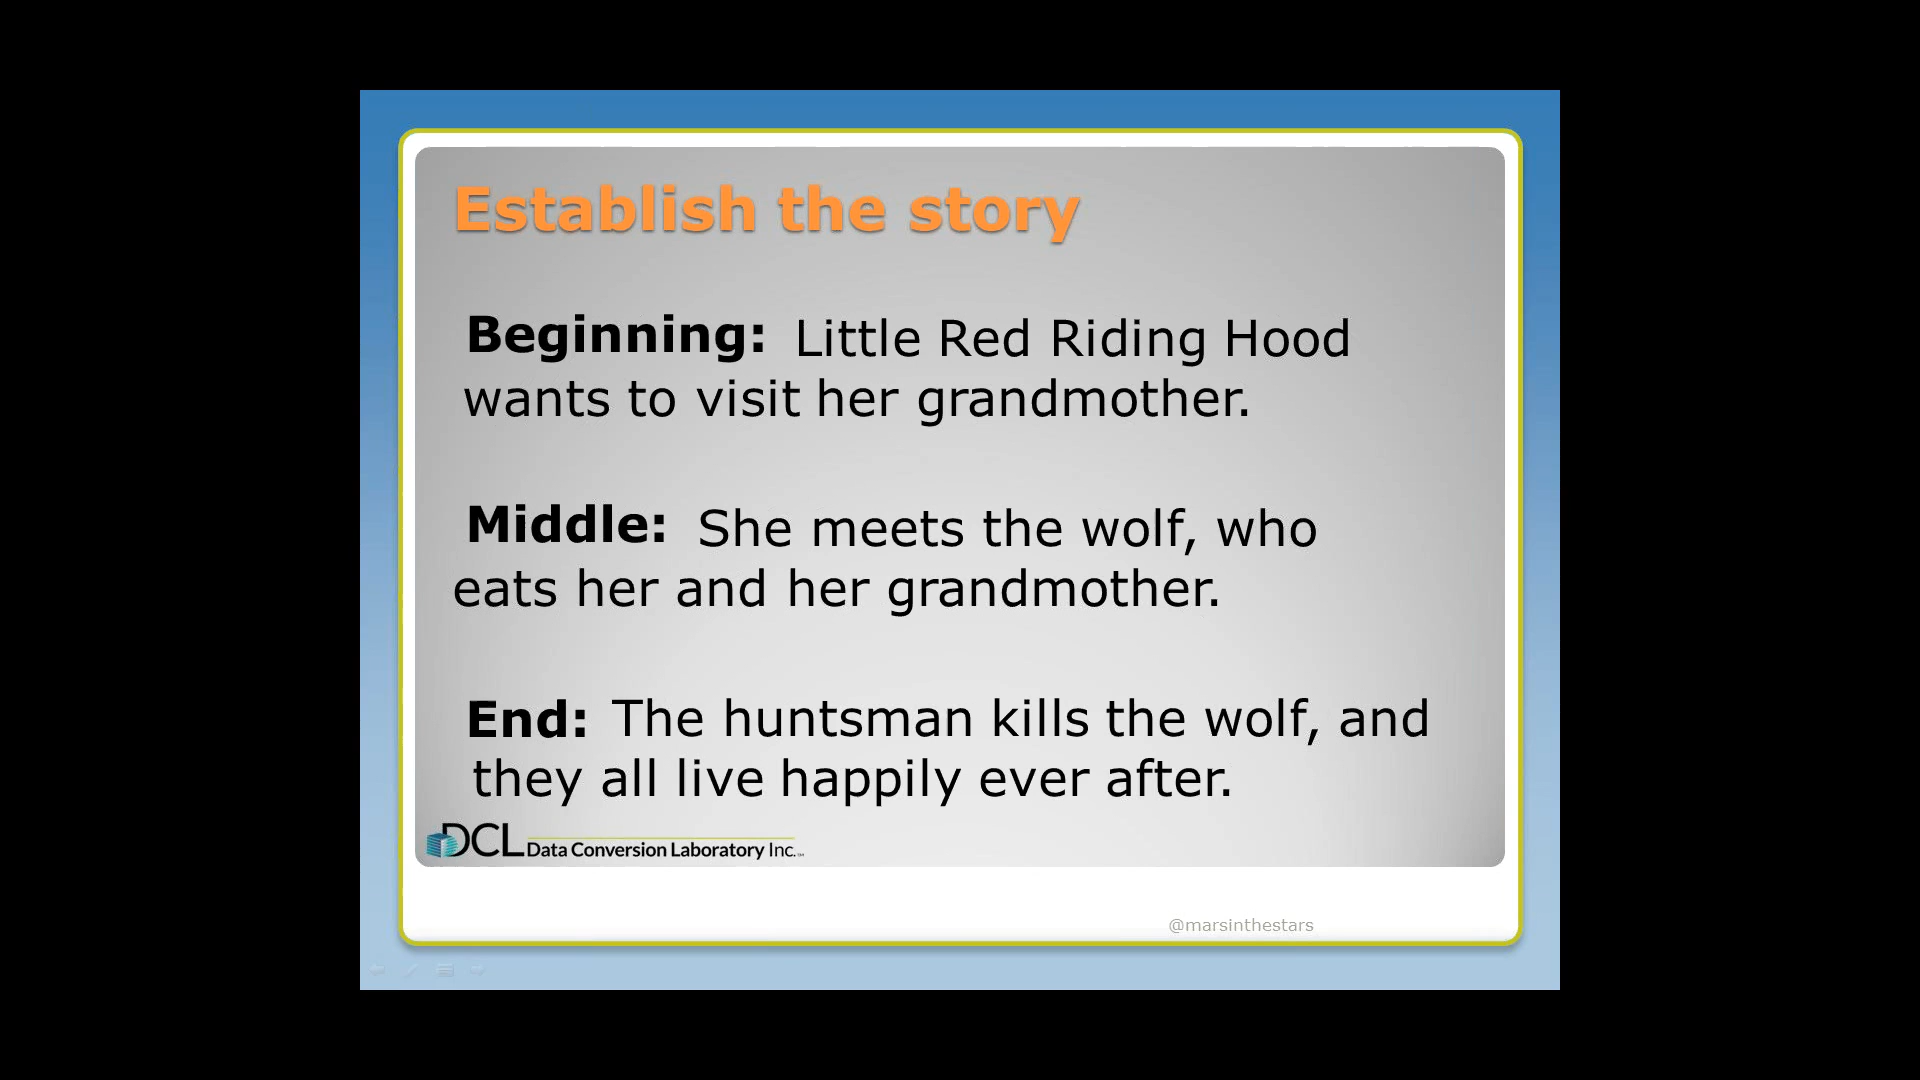 Establish the story
Beginning: Little Red Riding Hood
wants to visit her grandmother.
Middle: She meets the wolf, who
eats her and her grandmother.
End: The huntsman kills the wolf, and
they all live happily ever after.
DCL Data Conversion Laboratory Inc.™
@marsinthestars